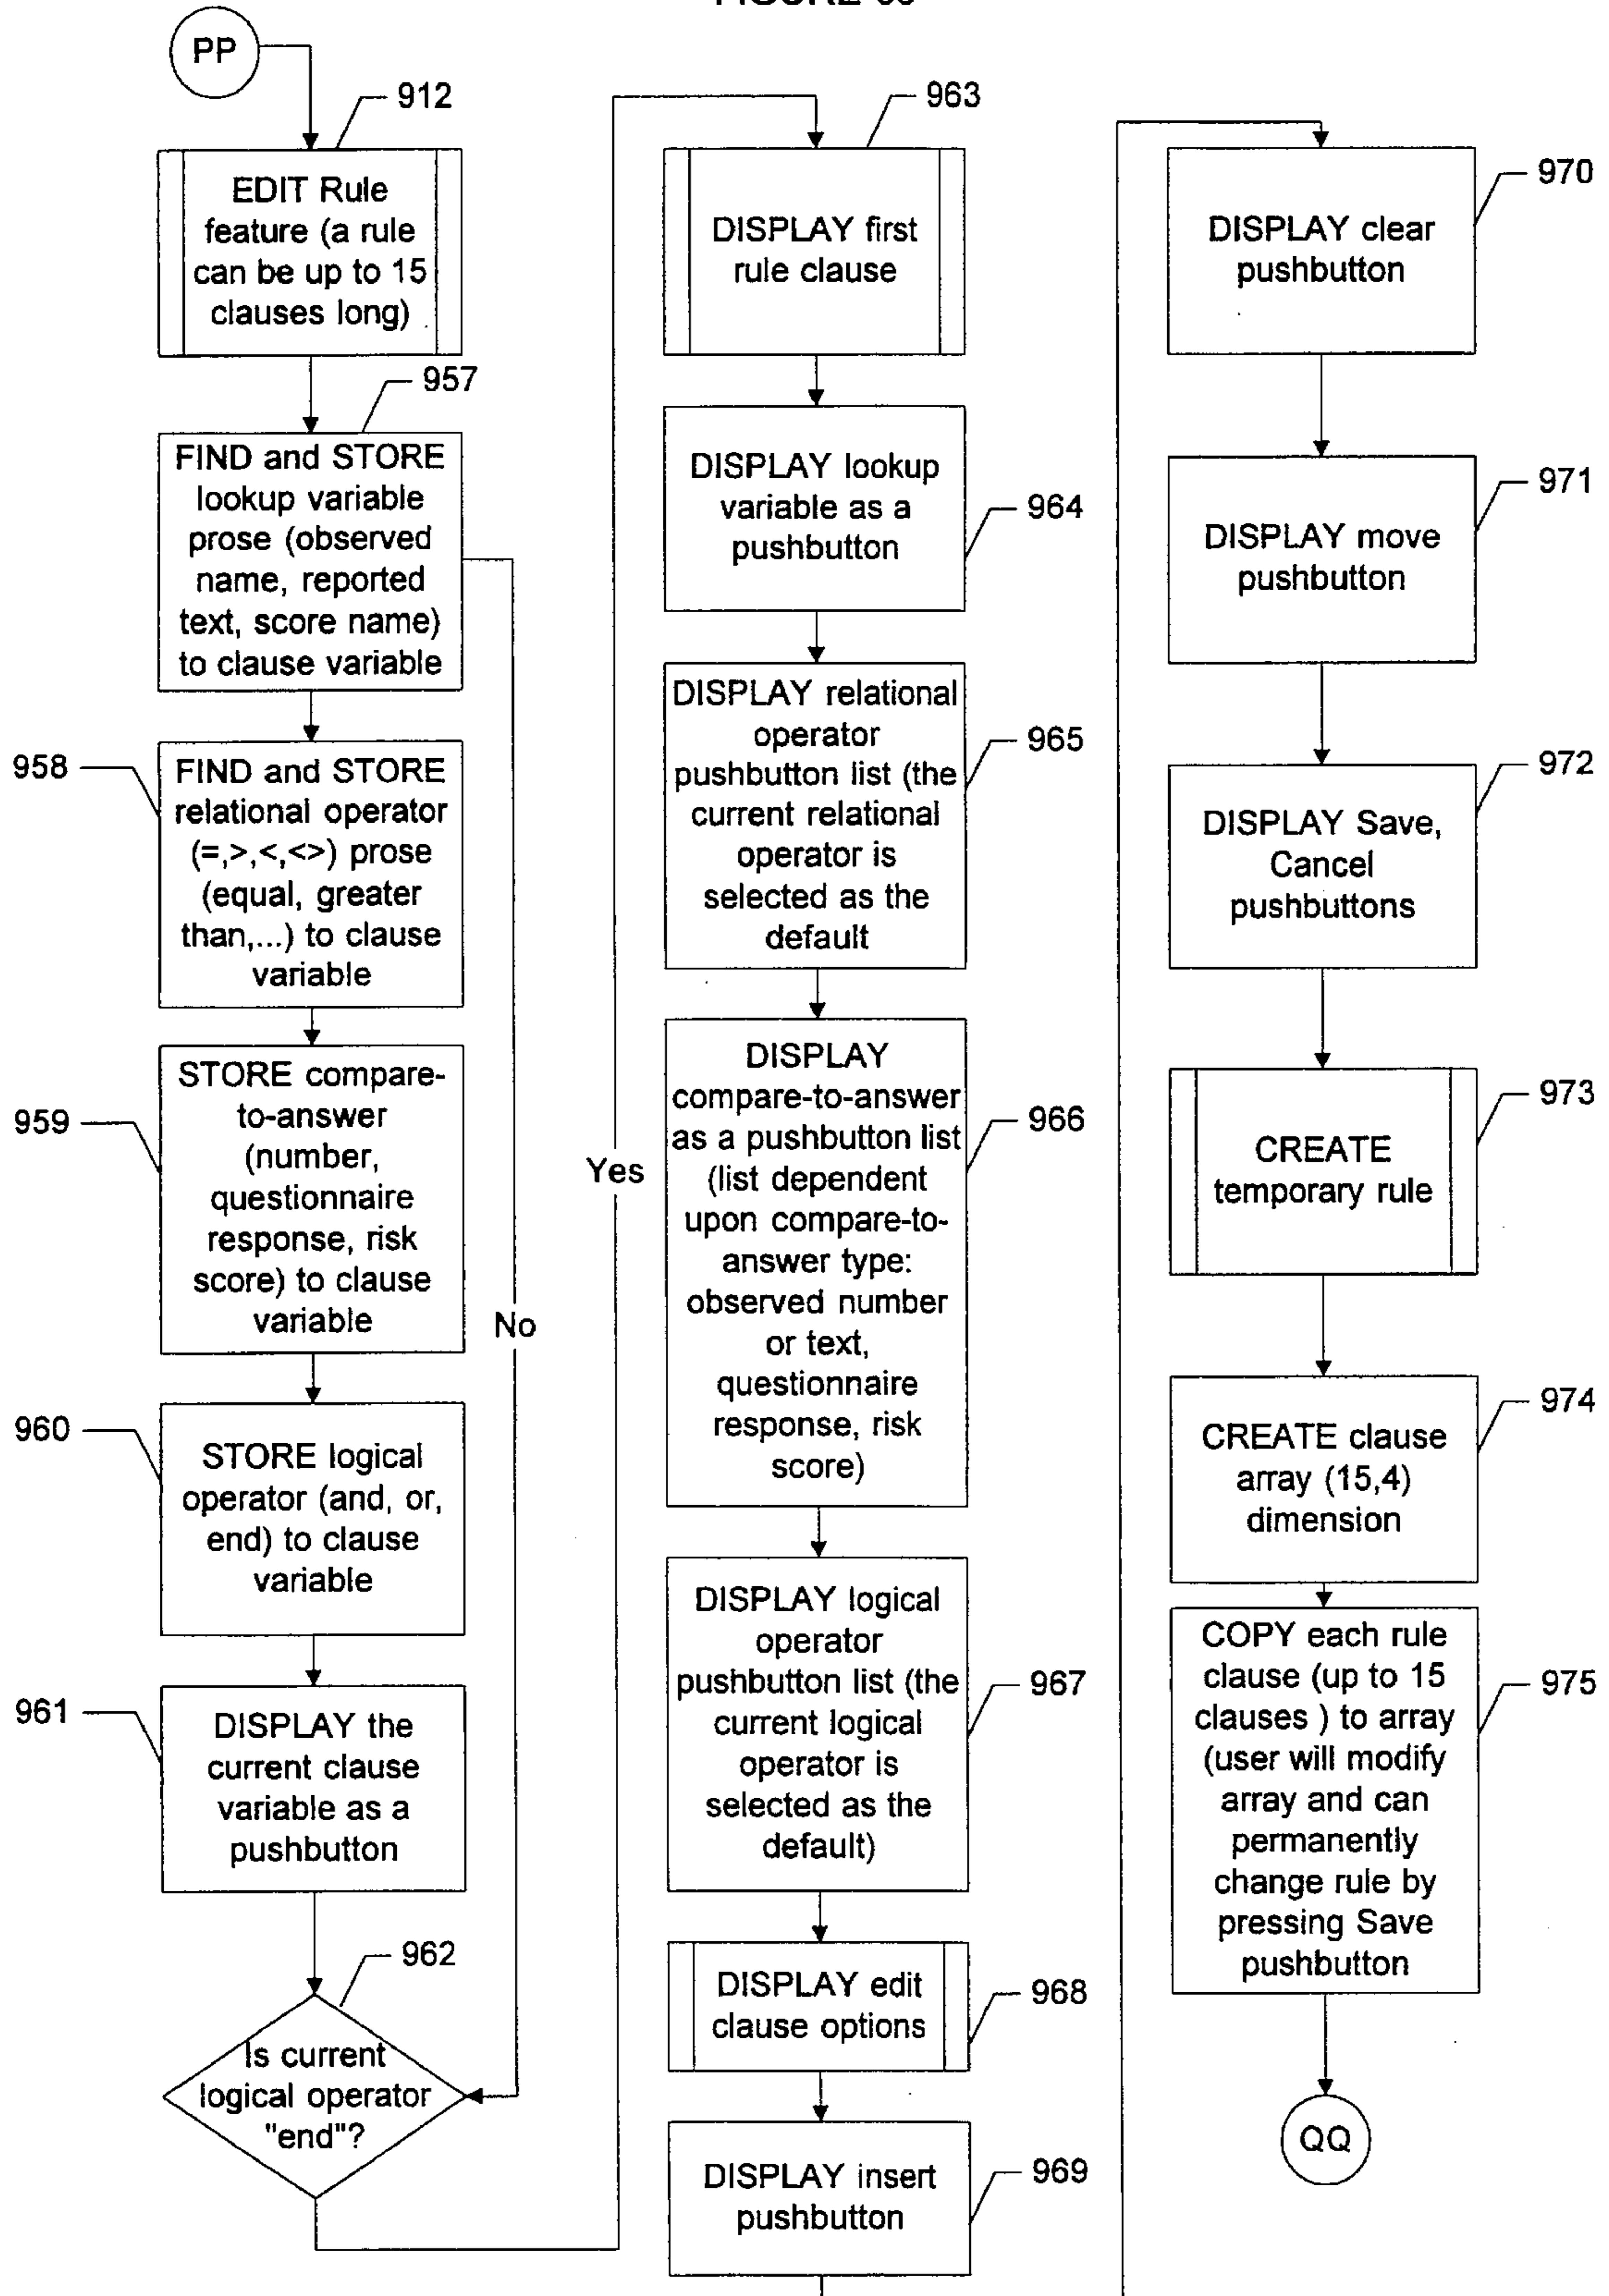 PP
912
EDIT Rule
feature (a rule
can be up to 15
clauses long)
957
FIND and STORE
lookup variable
prose (observed
name, reported
text, score name)
to clause variable
958
FIND and STORE
relational operator
(=,>,<,<>) prose
(equal, greater
than,...) to clause
variable
959
STORE compare-
to-answer
(number,
questionnaire
response, risk
score) to clause
variable
No
960
STORE logical
operator (and, or,
end) to clause
variable
961
DISPLAY the
current clause
variable as a
pushbutton
962
Is current
logical operator
"end"?
Yes
963
DISPLAY first
rule clause
DISPLAY lookup
variable as a
pushbutton
964
DISPLAY relational
operator
pushbutton list (the
current relational
operator is
selected as the
default
965
DISPLAY
compare-to-answer
as a pushbutton list
(list dependent
upon compare-to-
answer type:
observed number
or text,
questionnaire
response, risk
score)
966
DISPLAY logical
operator
pushbutton list (the
current logical
operator is
selected as the
default)
967
DISPLAY edit
clause options
968
DISPLAY insert
pushbutton
969
DISPLAY clear
pushbutton
970
DISPLAY move
pushbutton
971
DISPLAY Save,
Cancel
pushbuttons
972
CREATE
temporary rule
973
CREATE clause
array (15,4)
dimension
974
COPY each rule
clause (up to 15
clauses ) to array
(user will modify
array and can
permanently
change rule by
pressing Save
pushbutton
975
QQ